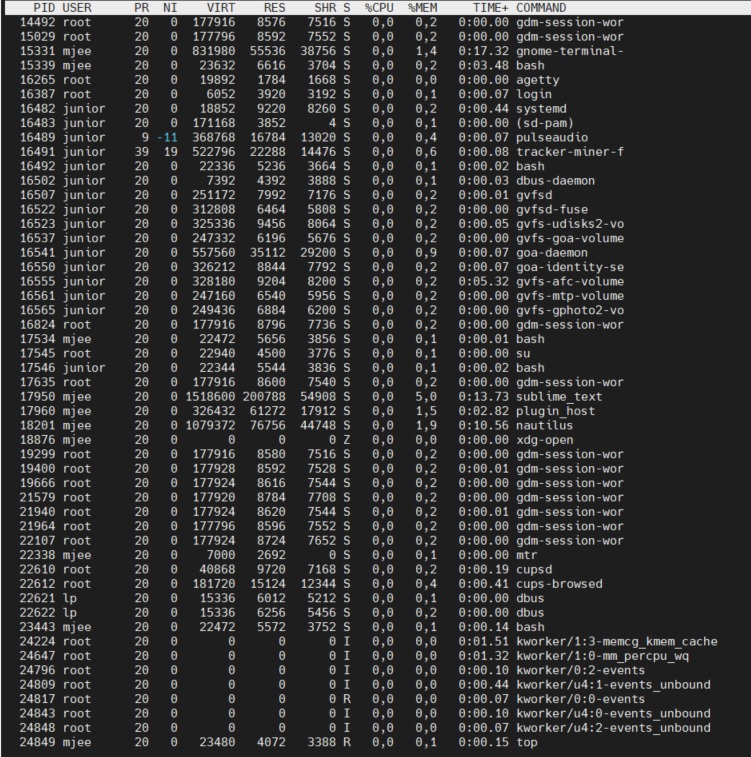 PID USER PR NI VIRT RES SHR S %CPU %MEM TIME+ COMMAND
14492 root 20 0 177916 8576 7516 S 0,0 0,2 0:00.00 gdm-session-wor
15029 root 20 0 177796 8592 7552 S 0,0 0,2 0:00.00 gdm-session-wor
15331 mjee 20 0 831980 55536 38756 S 0,0 1,4 0:17.32 gnome-terminal-
15339 mjee 20 0 23632 6616 3704 S 0,0 0,2 0:03.48 bash
16265 root 20 0 19892 1784 1668 S 0,0 0,0 0:00.00 agetty
16387 root 20 0 6052 3920 3192 S 0,0 0,1 0:00.07 login
16482 junior 20 0 18852 9220 8260 S 0,0 0,2 0:00.44 systemd
16483 junior 20 0 171168 3852 4 S 0,0 0,1 0:00.00 (sd-pam)
16489 junior 9 -11 368768 16784 13020 S 0,0 0,4 0:00.07 pulseaudio
16491 junior 39 19 522796 22288 14476 S 0,0 0,6 0:00.08 tracker-miner-f
16492 junior 20 0 22336 5236 3664 S 0,0 0,1 0:00.02 bash
16502 junior 20 0 7392 4392 3888 S 0,0 0,1 0:00.03 dbus-daemon
16507 junior 20 0 251172 7992 7176 S 0,0 0,2 0:00.01 gvfsd
16522 junior 20 0 312808 6464 5808 S 0,0 0,2 0:00.00 gvfsd-fuse
16523 junior 20 0 325336 9456 8064 S 0,0 0,2 0:00.05 gvfs-udisks2-vo
16537 junior 20 0 247332 6196 5676 S 0,0 0,2 0:00.00 gvfs-goa-volume
16541 junior 20 0 557560 35112 29200 S 0,0 0,9 0:00.07 goa-daemon
16550 junior 20 0 326212 8844 7792 S 0,0 0,2 0:00.07 goa-identity-se
16555 junior 20 0 328180 9204 8200 S 0,0 0,2 0:05.32 gvfs-afc-volume
16561 junior 20 0 247160 6540 5956 S 0,0 0,2 0:00.00 gvfs-mtp-volume
16565 junior 20 0 249436 6884 6200 S 0,0 0,2 0:00.00 gvfs-gphoto2-vo
16824 root 20 0 177916 8796 7736 S 0,0 0,2 0:00.00 gdm-session-wor
17534 mjee 20 0 22472 5656 3856 S 0,0 0,1 0:00.01 bash
17545 root 20 0 22940 4500 3776 S 0,0 0,1 0:00.00 su
17546 junior 20 0 22344 5544 3836 S 0,0 0,1 0:00.02 bash
17635 root 20 0 177916 8600 7540 S 0,0 0,2 0:00.00 gdm-session-wor
17950 mjee 20 0 1518600 200788 54908 S 0,0 5,0 0:13.73 sublime_text
17960 mjee 20 0 326432 61272 17912 S 0,0 1,5 0:02.82 plugin_host
18201 mjee 20 0 1079372 76756 44748 S 0,0 1,9 0:10.56 nautilus
18876 mjee 20 0 0 0 0 Z 0,0 0,0 0:00.00 xdg-open
19299 root 20 0 177916 8580 7516 S 0,0 0,2 0:00.00 gdm-session-wor
19400 root 20 0 177928 8592 7528 S 0,0 0,2 0:00.01 gdm-session-wor
19666 root 20 0 177924 8616 7544 S 0,0 0,2 0:00.00 gdm-session-wor
21579 root 20 0 177920 8784 7708 S 0,0 0,2 0:00.00 gdm-session-wor
21940 root 20 0 177924 8620 7544 S 0,0 0,2 0:00.01 gdm-session-wor
21964 root 20 0 177796 8596 7552 S 0,0 0,2 0:00.00 gdm-session-wor
22107 root 20 0 177924 8724 7652 S 0,0 0,2 0:00.00 gdm-session-wor
22338 mjee 20 0 7000 2692 0 S 0,0 0,1 0:00.00 mtr
22610 root 20 0 40868 9720 7168 S 0,0 0,2 0:00.19 cupsd
22612 root 20 0 181720 15124 12344 S 0,0 0,4 0:00.41 cups-browsed
22621 lp 20 0 15336 6012 5212 S 0,0 0,1 0:00.00 dbus
22622 lp 20 0 15336 6256 5456 S 0,0 0,2 0:00.00 dbus
23443 mjee 20 0 22472 5572 3752 S 0,0 0,1 0:00.14 bash
24224 root 20 0 0 0 0 I 0,0 0,0 0:01.51 kworker/1:3-memcg_kmem_cache
24647 root 20 0 0 0 0 I 0,0 0,0 0:01.32 kworker/1:0-mm_percpu_wq
24796 root 20 0 0 0 0 I 0,0 0,0 0:00.10 kworker/0:2-events
24809 root 20 0 0 0 0 I 0,0 0,0 0:00.44 kworker/u4:1-events_unbound
24817 root 20 0 0 0 0 R 0,0 0,0 0:00.07 kworker/0:0-events
24843 root 20 0 0 0 0 I 0,0 0,0 0:00.10 kworker/u4:0-events_unbound
24848 root 20 0 0 0 0 I 0,0 0,0 0:00.07 kworker/u4:2-events_unbound
24849 mjee 20 0 23480 4072 3388 R 0,0 0,1 0:00.15 top